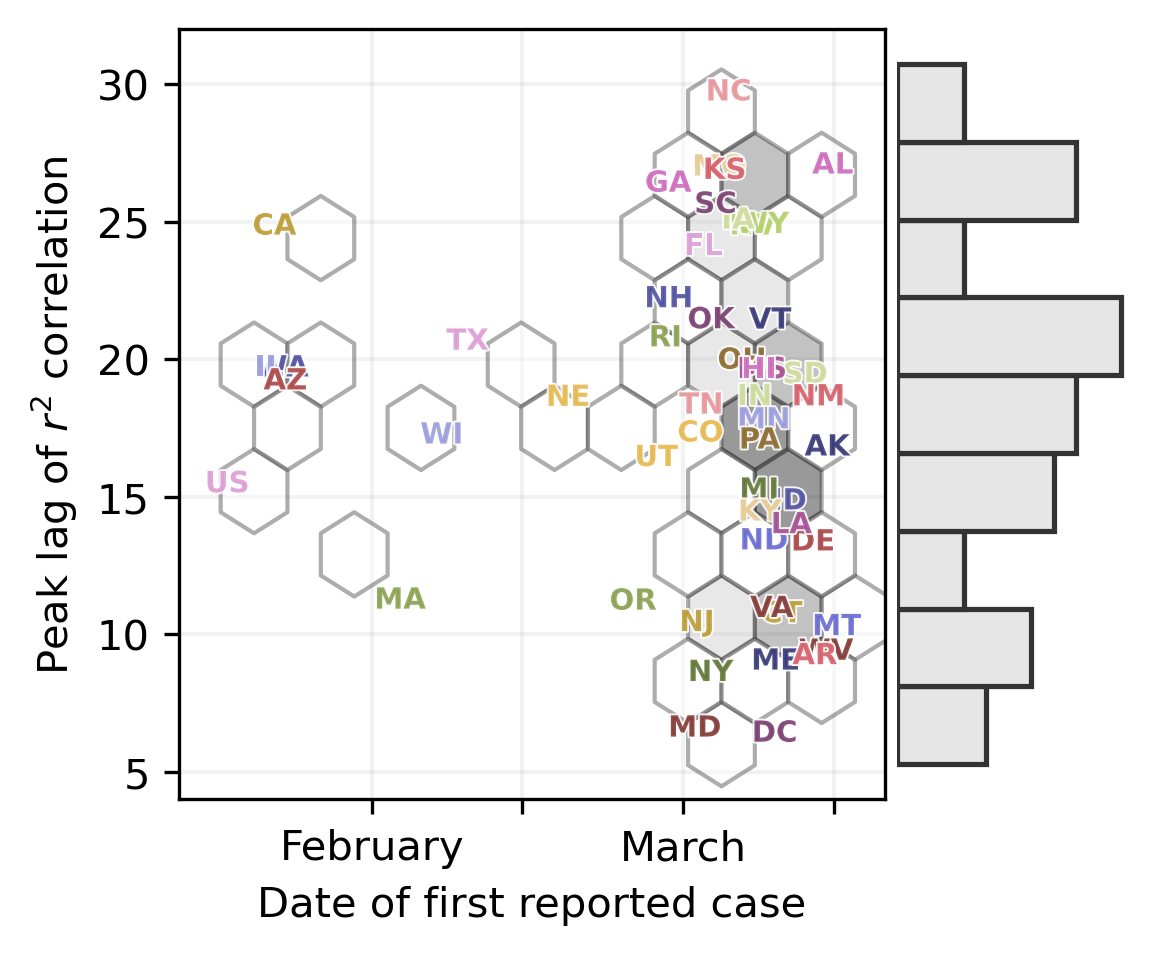 30
NC
KS
AL
GA
SC
25
CA
FL
NH
OK
VT
RI
TX
20
AZ
SD
NE
IN
NM
TN
MN
CO
WI
PA
AK
UT
US
15
MI
KY
LA
ND
DE
MA
OR
VA
NJ
MT
10
ME
AR
NY
MD
DC
5
Peak lag of r² correlation
February
March
Date of first reported case